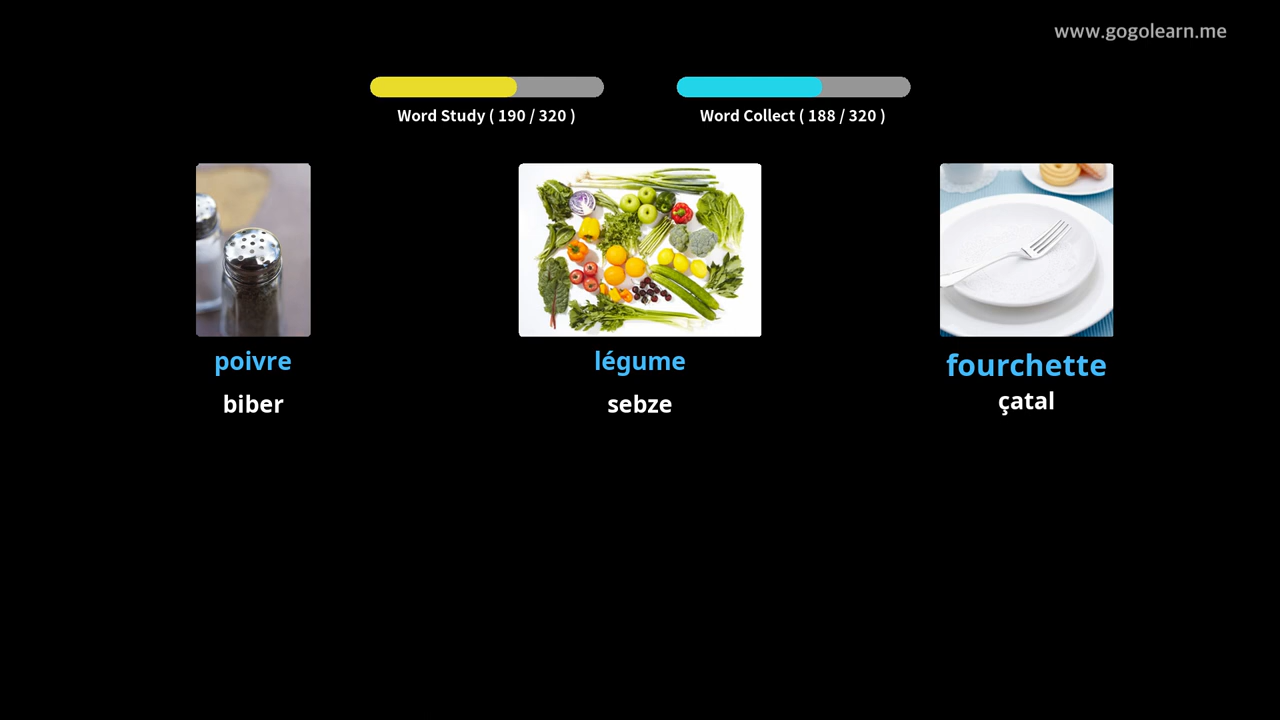 www.gogolearn.me
Word Study ( 190 / 320 )
Word Collect ( 188 / 320 )
poivre
biber
légume
sebze
fourchette
çatal